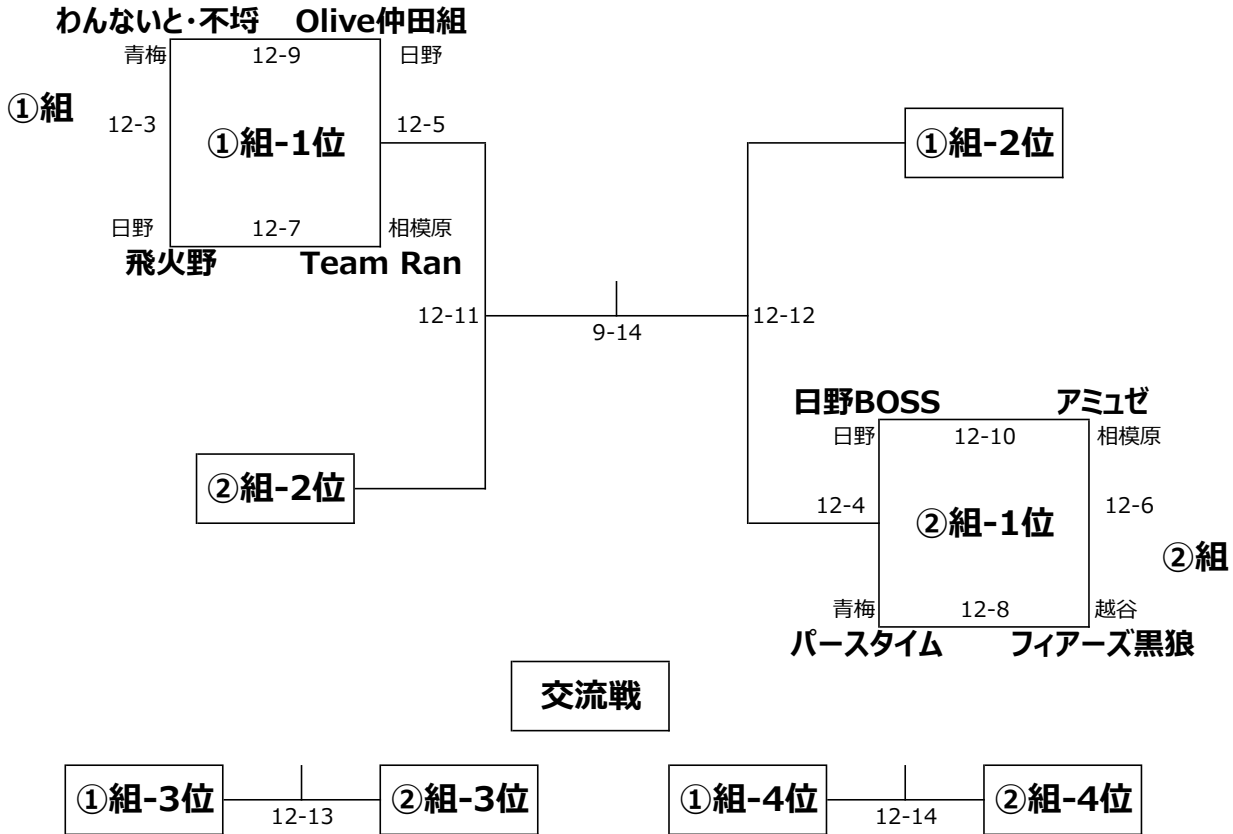 わんないと・不埒 Olive仲田組
青梅 12-9 日野
①組 12-3 ①組-1位 12-5 ①組-2位
日野 12-7 相模原
飛火野 Team Ran
12-11 9-14 12-12
日野BOSS アミュゼ
日野 12-10 相模原
②組-2位 12-4 ②組-1位 12-6
②組
青梅 12-8 越谷
パースタイム フィアーズ黒狼
交流戦
①組-3位 12-13 ②組-3位 ①組-4位 12-14 ②組-4位